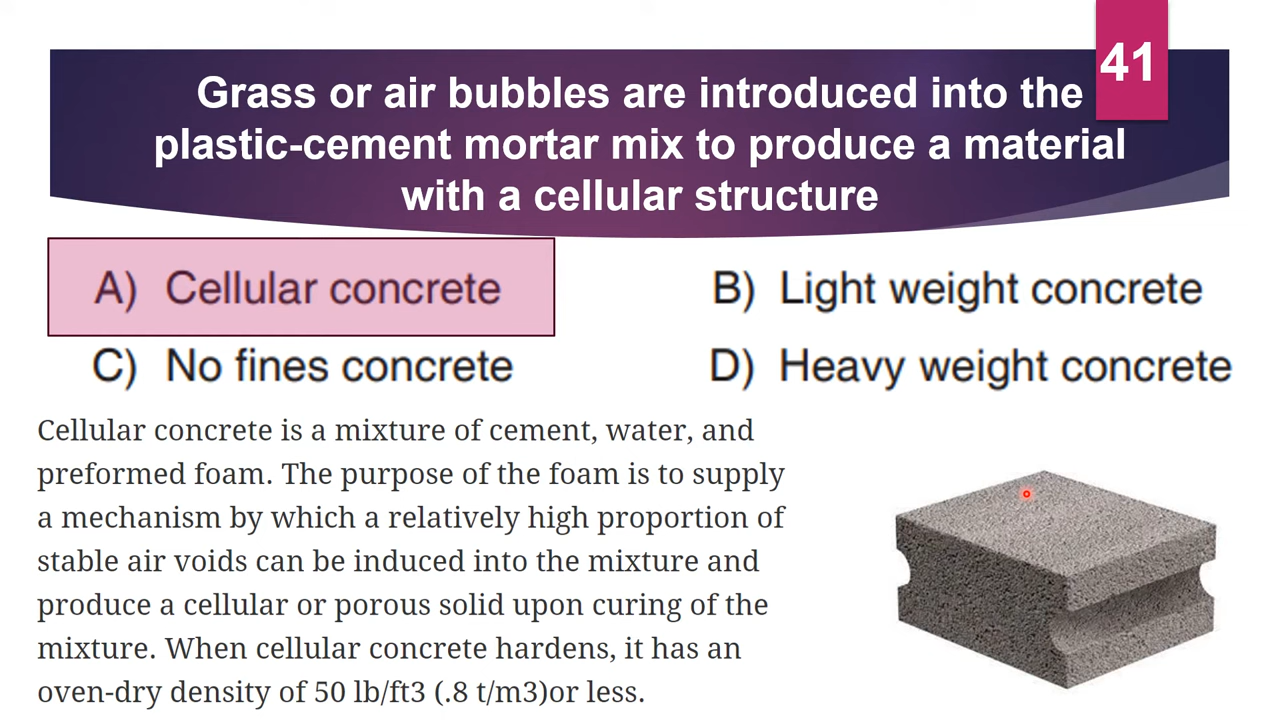 41
Grass or air bubbles are introduced into the
plastic-cement mortar mix to produce a material
with a cellular structure
A) Cellular concrete
B) Light weight concrete
C) No fines concrete
D) Heavy weight concrete
Cellular concrete is a mixture of cement, water, and
preformed foam. The purpose of the foam is to supply
a mechanism by which a relatively high proportion of
stable air voids can be induced into the mixture and
produce a cellular or porous solid upon curing of the
mixture. When cellular concrete hardens, it has an
oven-dry density of 50 lb/ft3 (.8 t/m3)or less.